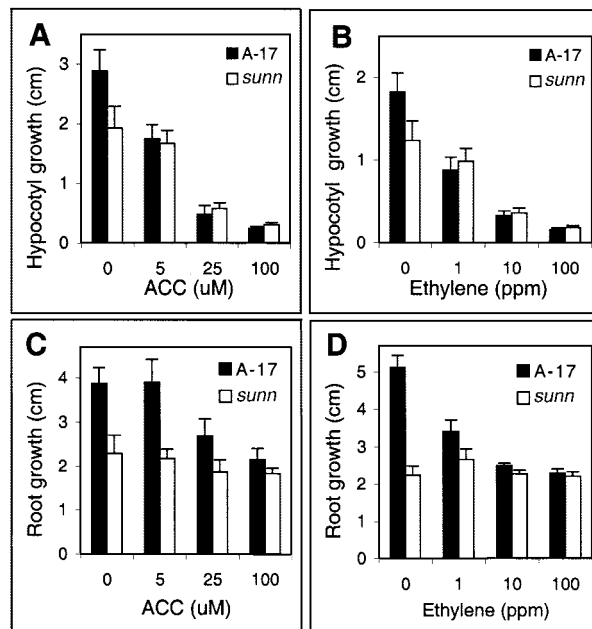 A
A-17
sunn
Hypocotyl growth (cm)
3
2
1
0
0 5 25 100
ACC (uM)
B
A-17
sunn
Hypocotyl growth (cm)
2
1
0
0 1 10 100
Ethylene (ppm)
C
A-17
sunn
Root growth (cm)
4
3
2
1
0
0 5 25 100
ACC (uM)
D
A-17
sunn
Root growth (cm)
5
4
3
2
1
0
0 1 10 100
Ethylene (ppm)